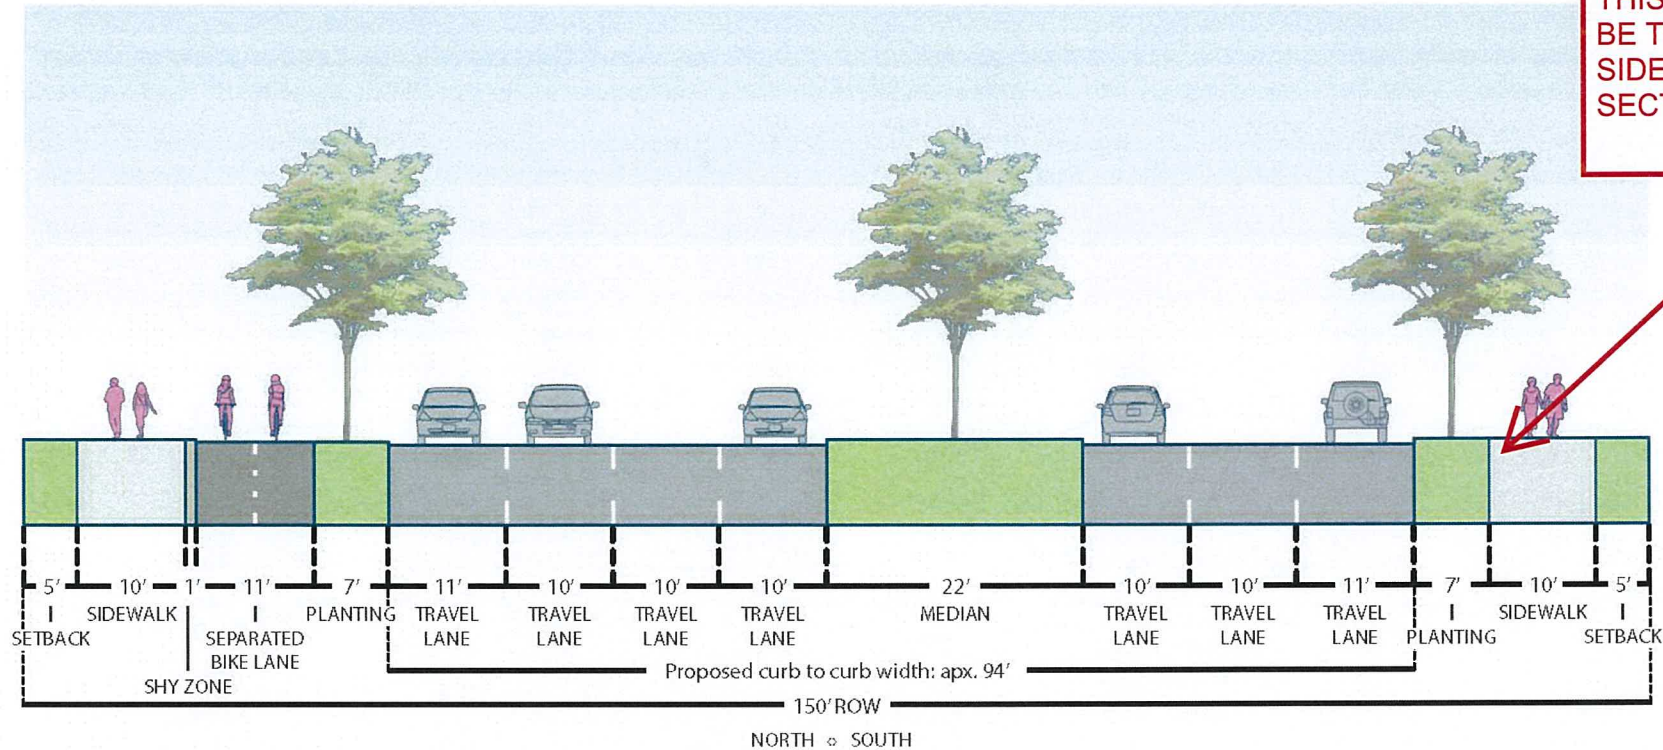 THIS
BE T
SIDE
SECT
5' 10' 1' 11' 7' 11' 10' 10' 10' 22' 10' 10' 11' 7' 10' 5'
SETBACK
SIDEWALK
SHY ZONE
SEPARATED
BIKE LANE
PLANTING
TRAVEL
LANE
TRAVEL
LANE
TRAVEL
LANE
TRAVEL
LANE
MEDIAN
TRAVEL
LANE
TRAVEL
LANE
TRAVEL
LANE
PLANTING
SIDEWALK
SETBACK
Proposed curb to curb width: apx. 94'
150' ROW
NORTH ◇ SOUTH